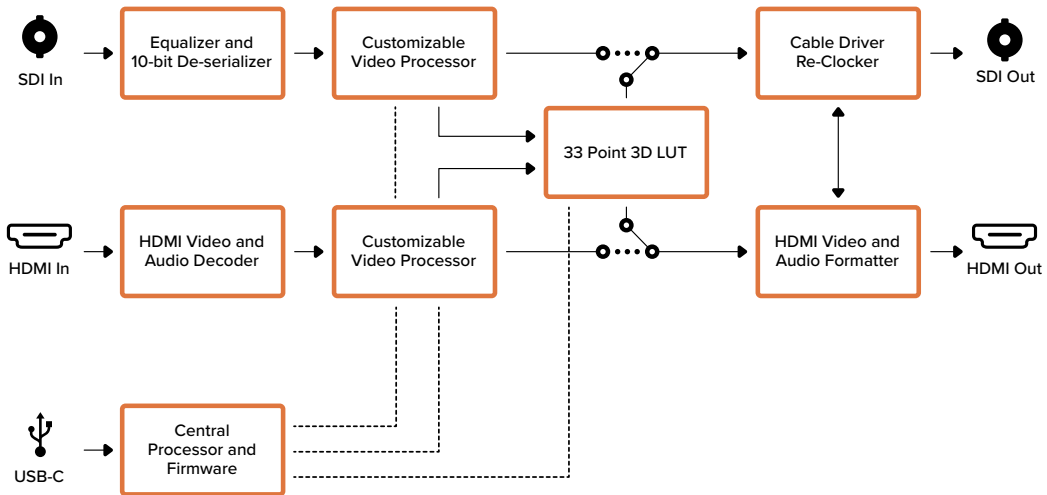 SDI In
Equalizer and
10-bit De-serializer
Customizable
Video Processor
Cable Driver
Re-Clocker
SDI Out
33 Point 3D LUT
HDMI In
HDMI Video and
Audio Decoder
Customizable
Video Processor
HDMI Video and
Audio Formatter
HDMI Out
USB-C
Central
Processor and
Firmware